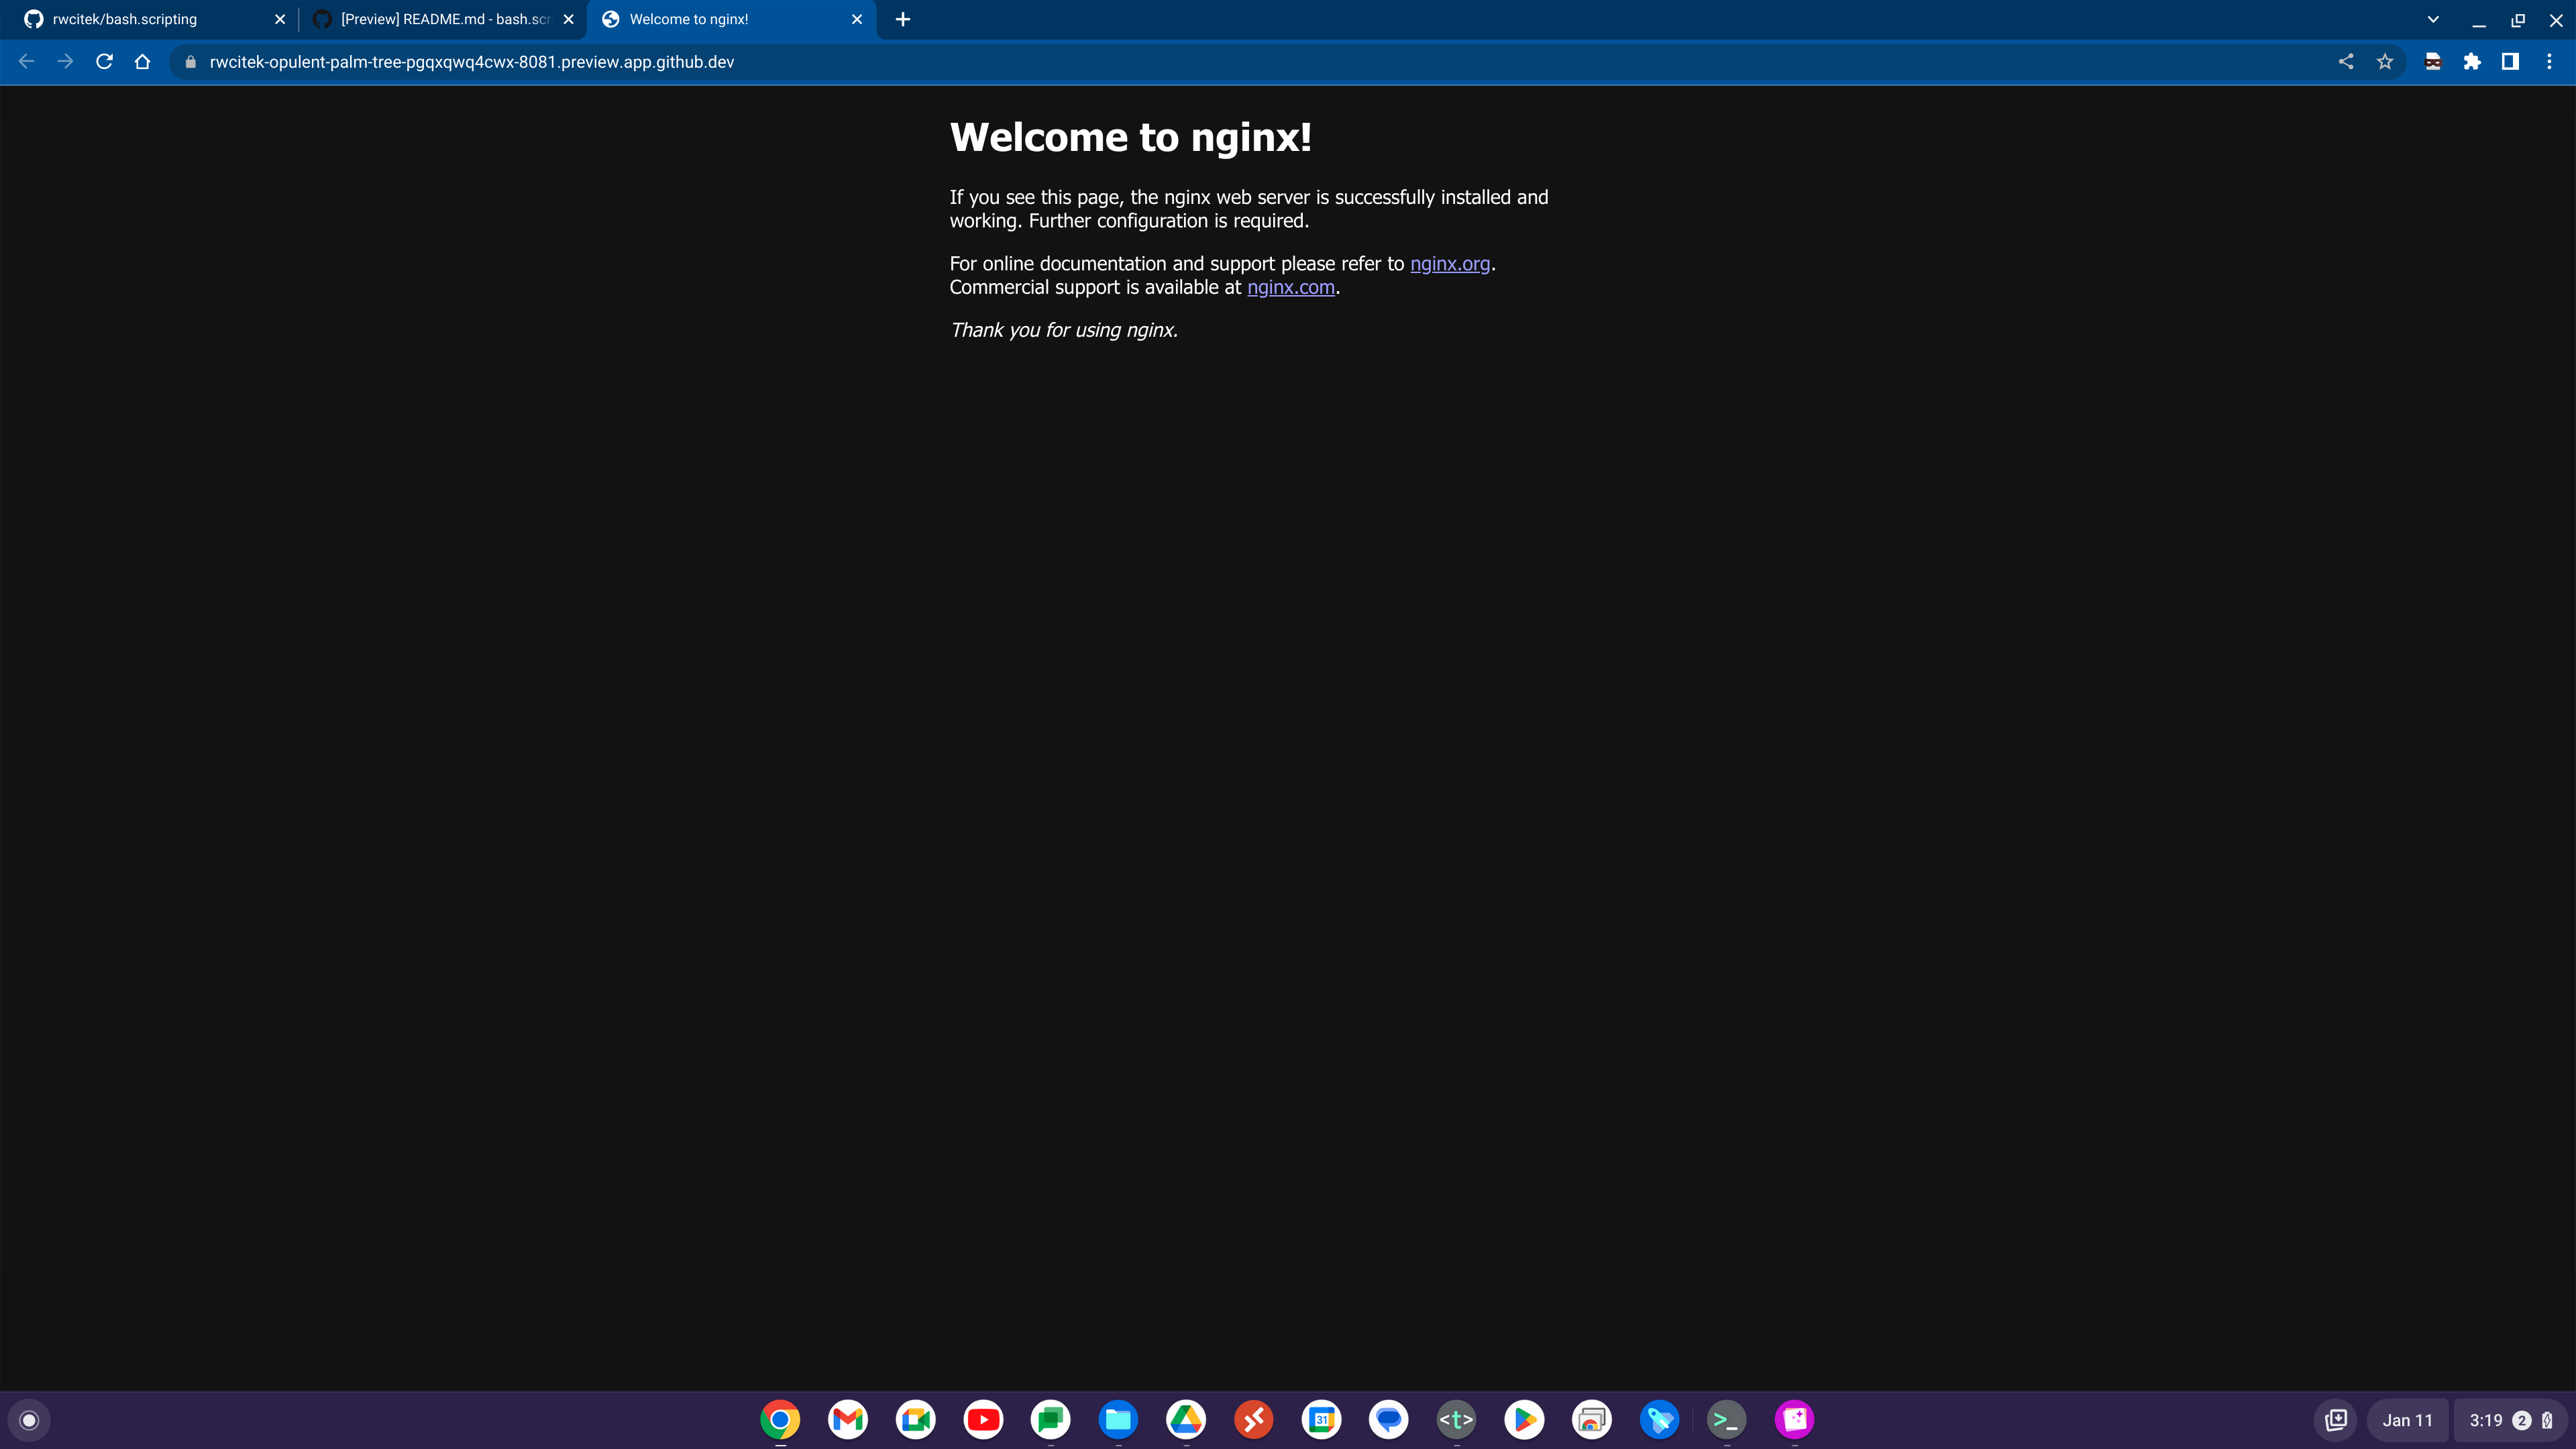 rwcitek/bash.scripting
[Preview] README.md - bash.scr
Welcome to nginx!
rwcitek-opulent-palm-tree-pgqxqwq4cwx-8081.preview.app.github.dev
Welcome to nginx!
If you see this page, the nginx web server is successfully installed and
working. Further configuration is required.
For online documentation and support please refer to nginx.org.
Commercial support is available at nginx.com.
Thank you for using nginx.
31
<t>
>_
Jan 11
3:19
2